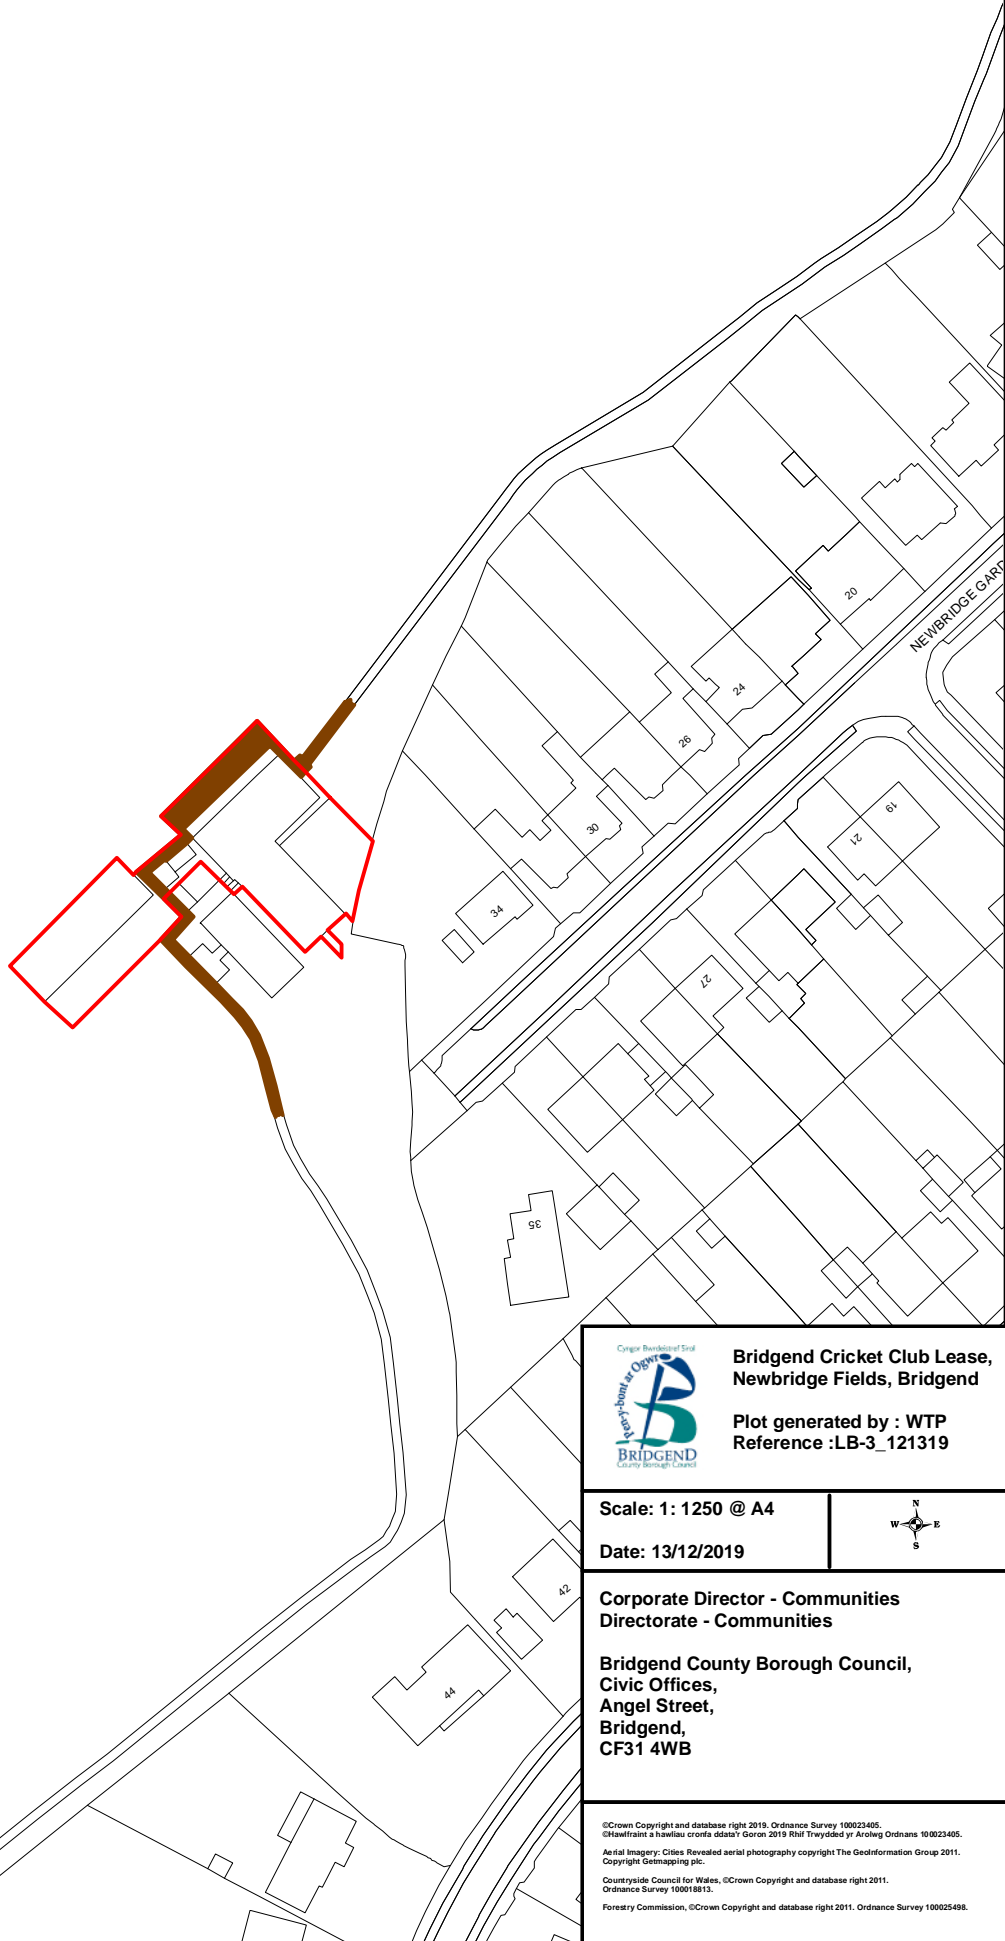 NEWBRIDGE GARD
20
24
26
30
34
19
21
27
35
42
44
Cyngor Bwrdeistref Sirol
Pen-y-bont ar Ogwr
BRIDGEND
County Borough Council
Bridgend Cricket Club Lease,
Newbridge Fields, Bridgend
Plot generated by : WTP
Reference :LB-3_121319
Scale: 1: 1250 @ A4
Date: 13/12/2019
N
W E
S
Corporate Director - Communities
Directorate - Communities
Bridgend County Borough Council,
Civic Offices,
Angel Street,
Bridgend,
CF31 4WB
©Crown Copyright and database right 2019. Ordnance Survey 100023405.
©Hawlfraint a hawliau cronfa ddata'r Goron 2019 Rhif Trwydded yr Arolwg Ordnans 100023405.
Aerial Imagery: Cities Revealed aerial photography copyright The GeoInformation Group 2011.
Copyright Getmapping plc.
Countryside Council for Wales, ©Crown Copyright and database right 2011.
Ordnance Survey 100018813.
Forestry Commission, ©Crown Copyright and database right 2011. Ordnance Survey 100025498.